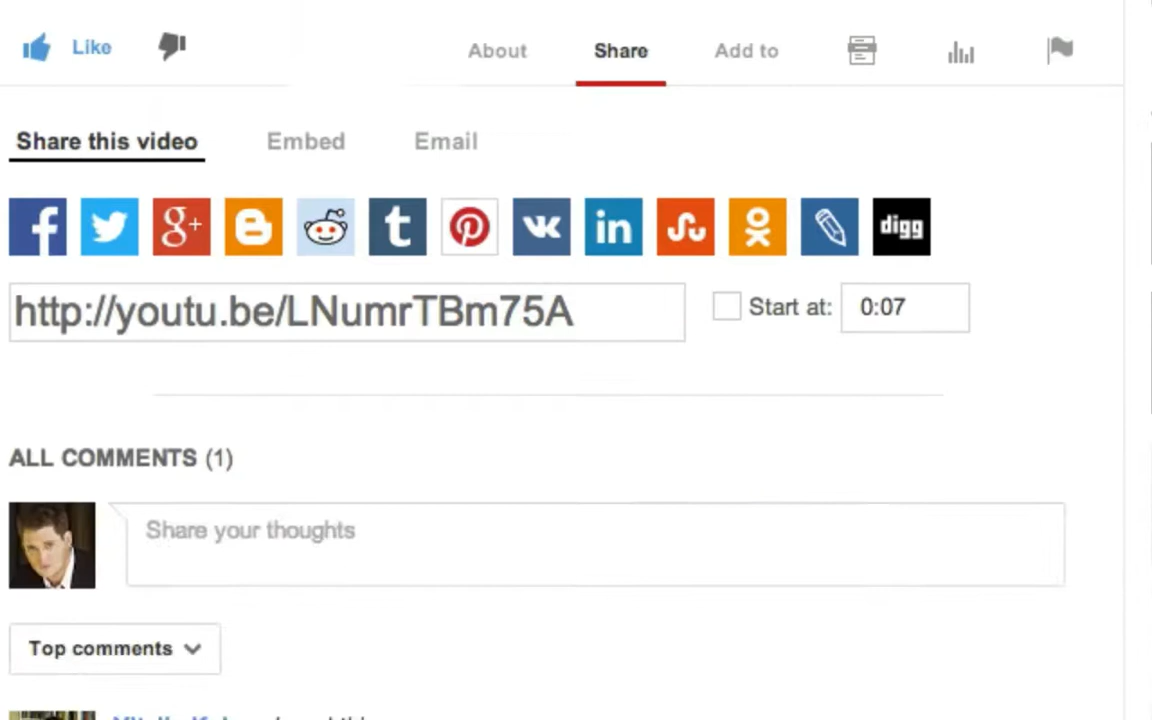 Like About Share Add to
Share this video Embed Email
f g+ B t in digg
http://youtu.be/LNumrTBm75A Start at: 0:07
ALL COMMENTS (1)
Share your thoughts
Top comments